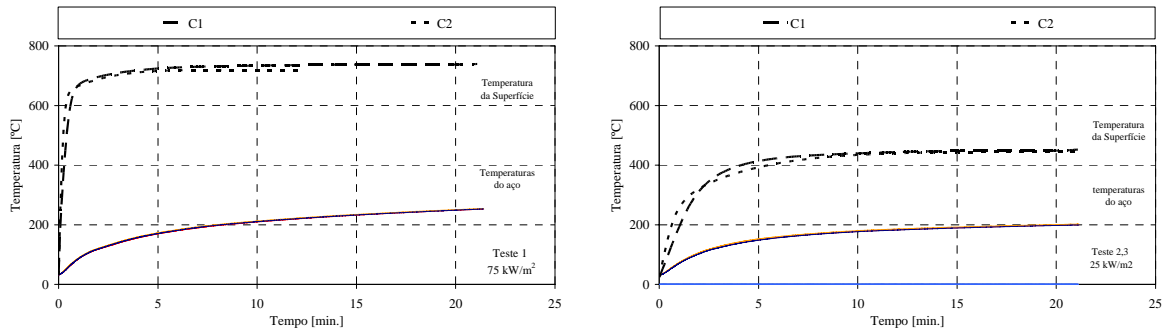 C1 C2
800
600
400
200
0
Temperatura [ºC]
0 5 10 15 20 25
Tempo [min.]
Temperatura
da Superfície
Temperaturas
do aço
Teste 1
75 kW/m²
C1 C2
800
600
400
200
0
Temperatura [ºC]
0 5 10 15 20 25
Tempo [min.]
Temperatura
da Superfície
temperaturas
do aço
Teste 2,3
25 kW/m2